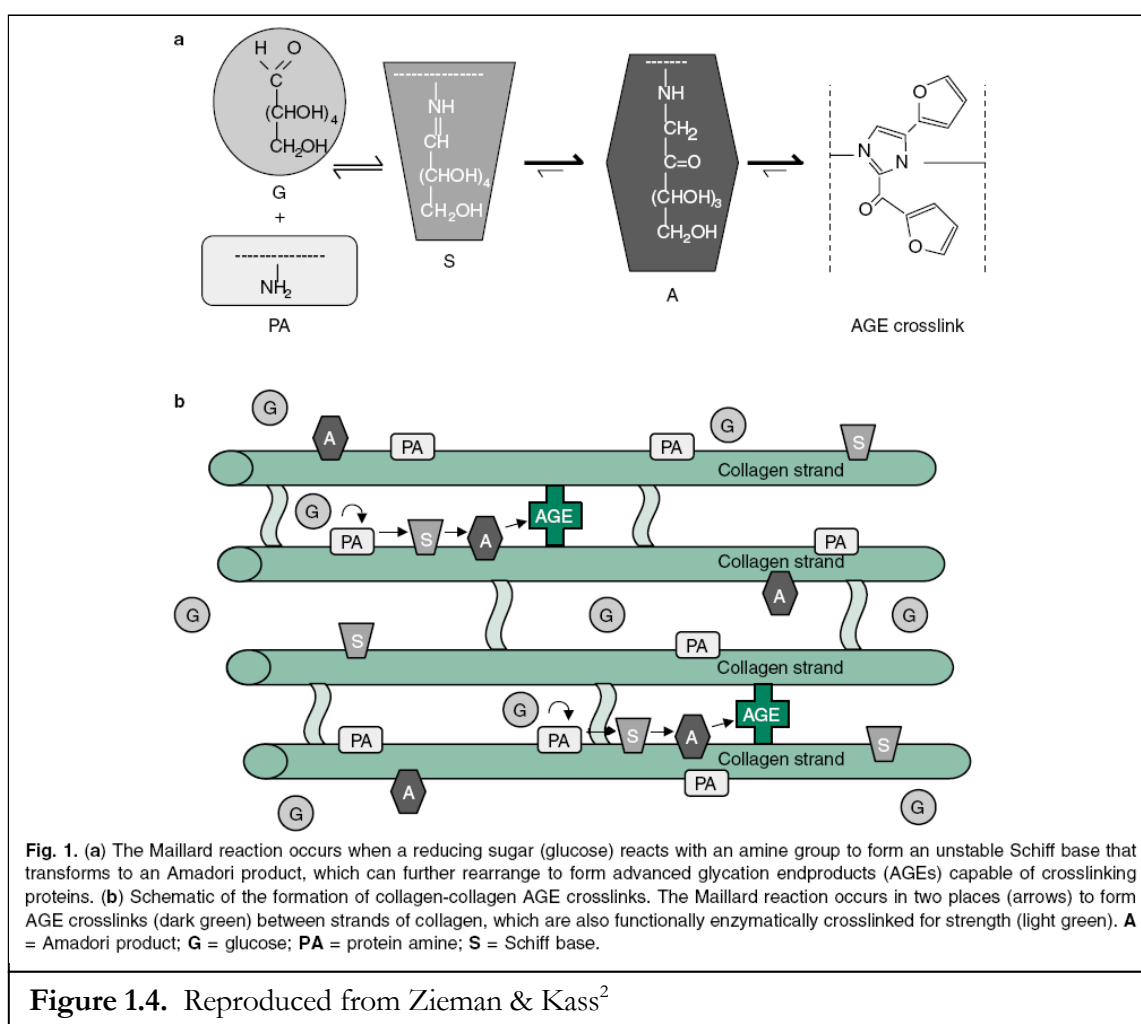 a
H O
C
(CHOH)4
CH2OH
G
+
NH2
PA
NH
CH
(CHOH)4
CH2OH
S
NH
CH2
C=O
(CHOH)3
CH2OH
A
O
N
N
O
O
AGE crosslink
b
G
A
PA
PA
G
S
Collagen strand
G
PA
S
A
AGE
PA
Collagen strand
A
G
G
G
S
PA
Collagen strand
G
PA
PA
S
A
AGE
S
Collagen strand
A
PA
G
G
Fig. 1. (a) The Maillard reaction occurs when a reducing sugar (glucose) reacts with an amine group to form an unstable Schiff base that
transforms to an Amadori product, which can further rearrange to form advanced glycation endproducts (AGEs) capable of crosslinking
proteins. (b) Schematic of the formation of collagen-collagen AGE crosslinks. The Maillard reaction occurs in two places (arrows) to form
AGE crosslinks (dark green) between strands of collagen, which are also functionally enzymatically crosslinked for strength (light green). A
= Amadori product; G = glucose; PA = protein amine; S = Schiff base.
Figure 1.4. Reproduced from Zieman & Kass2